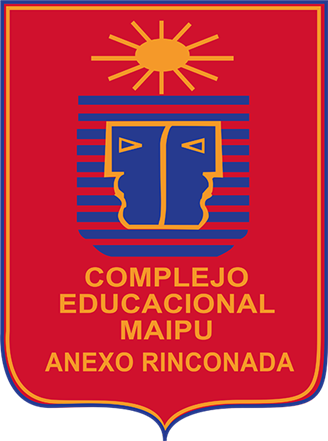 COMPLEJO
EDUCACIONAL
MAIPU
ANEXO RINCONADA